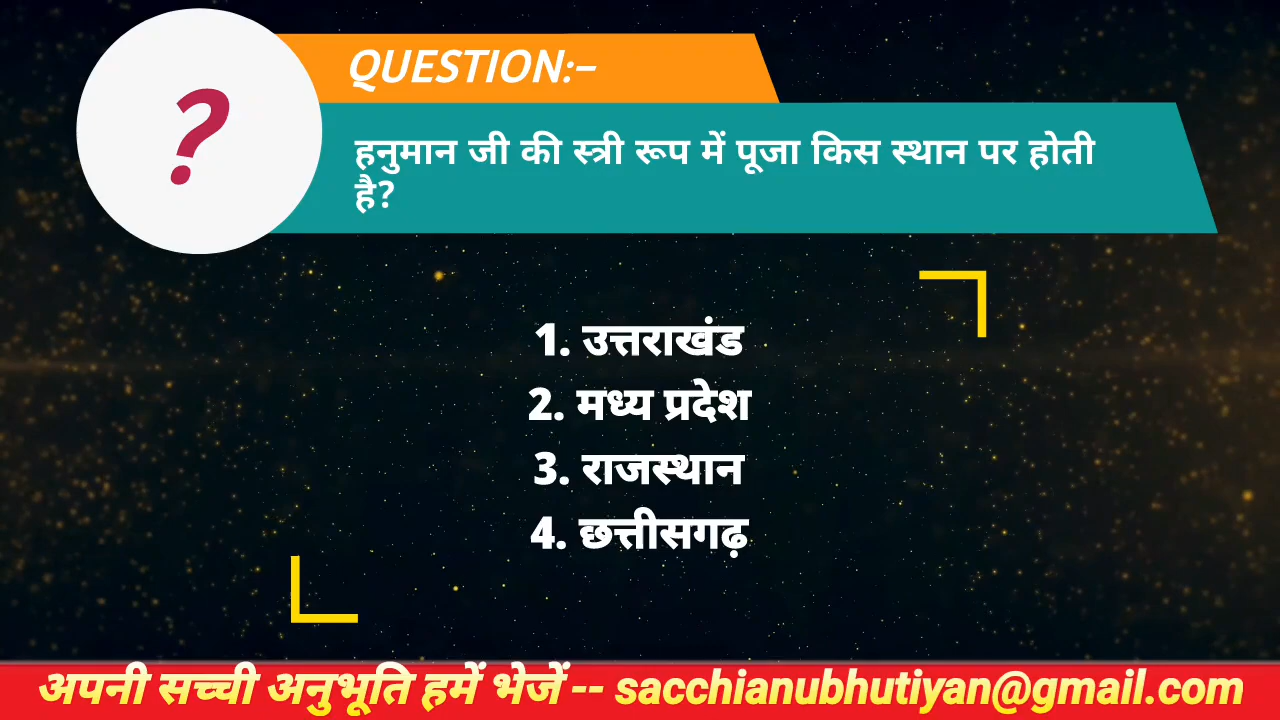 ?
QUESTION:-
हनुमान जी की स्त्री रूप में पूजा किस स्थान पर होती
है?
1. उत्तराखंड
2. मध्य प्रदेश
3. राजस्थान
4. छत्तीसगढ़
अपनी सच्ची अनुभूति हमें भेजें -- sacchianubhutiyan@gmail.com